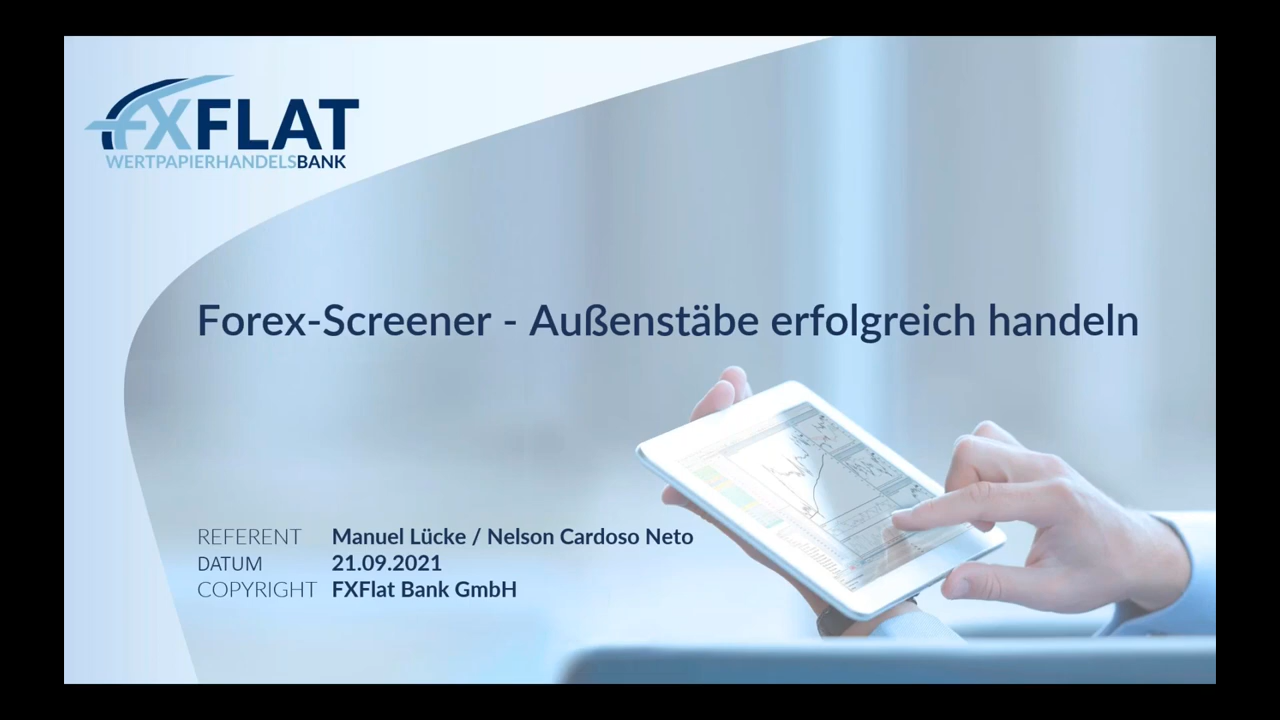 FXFLAT
WERTPAPIERHANDELSBANK
Forex-Screener - Außenstäbe erfolgreich handeln
REFERENT Manuel Lücke / Nelson Cardoso Neto
DATUM 21.09.2021
COPYRIGHT FXFlat Bank GmbH